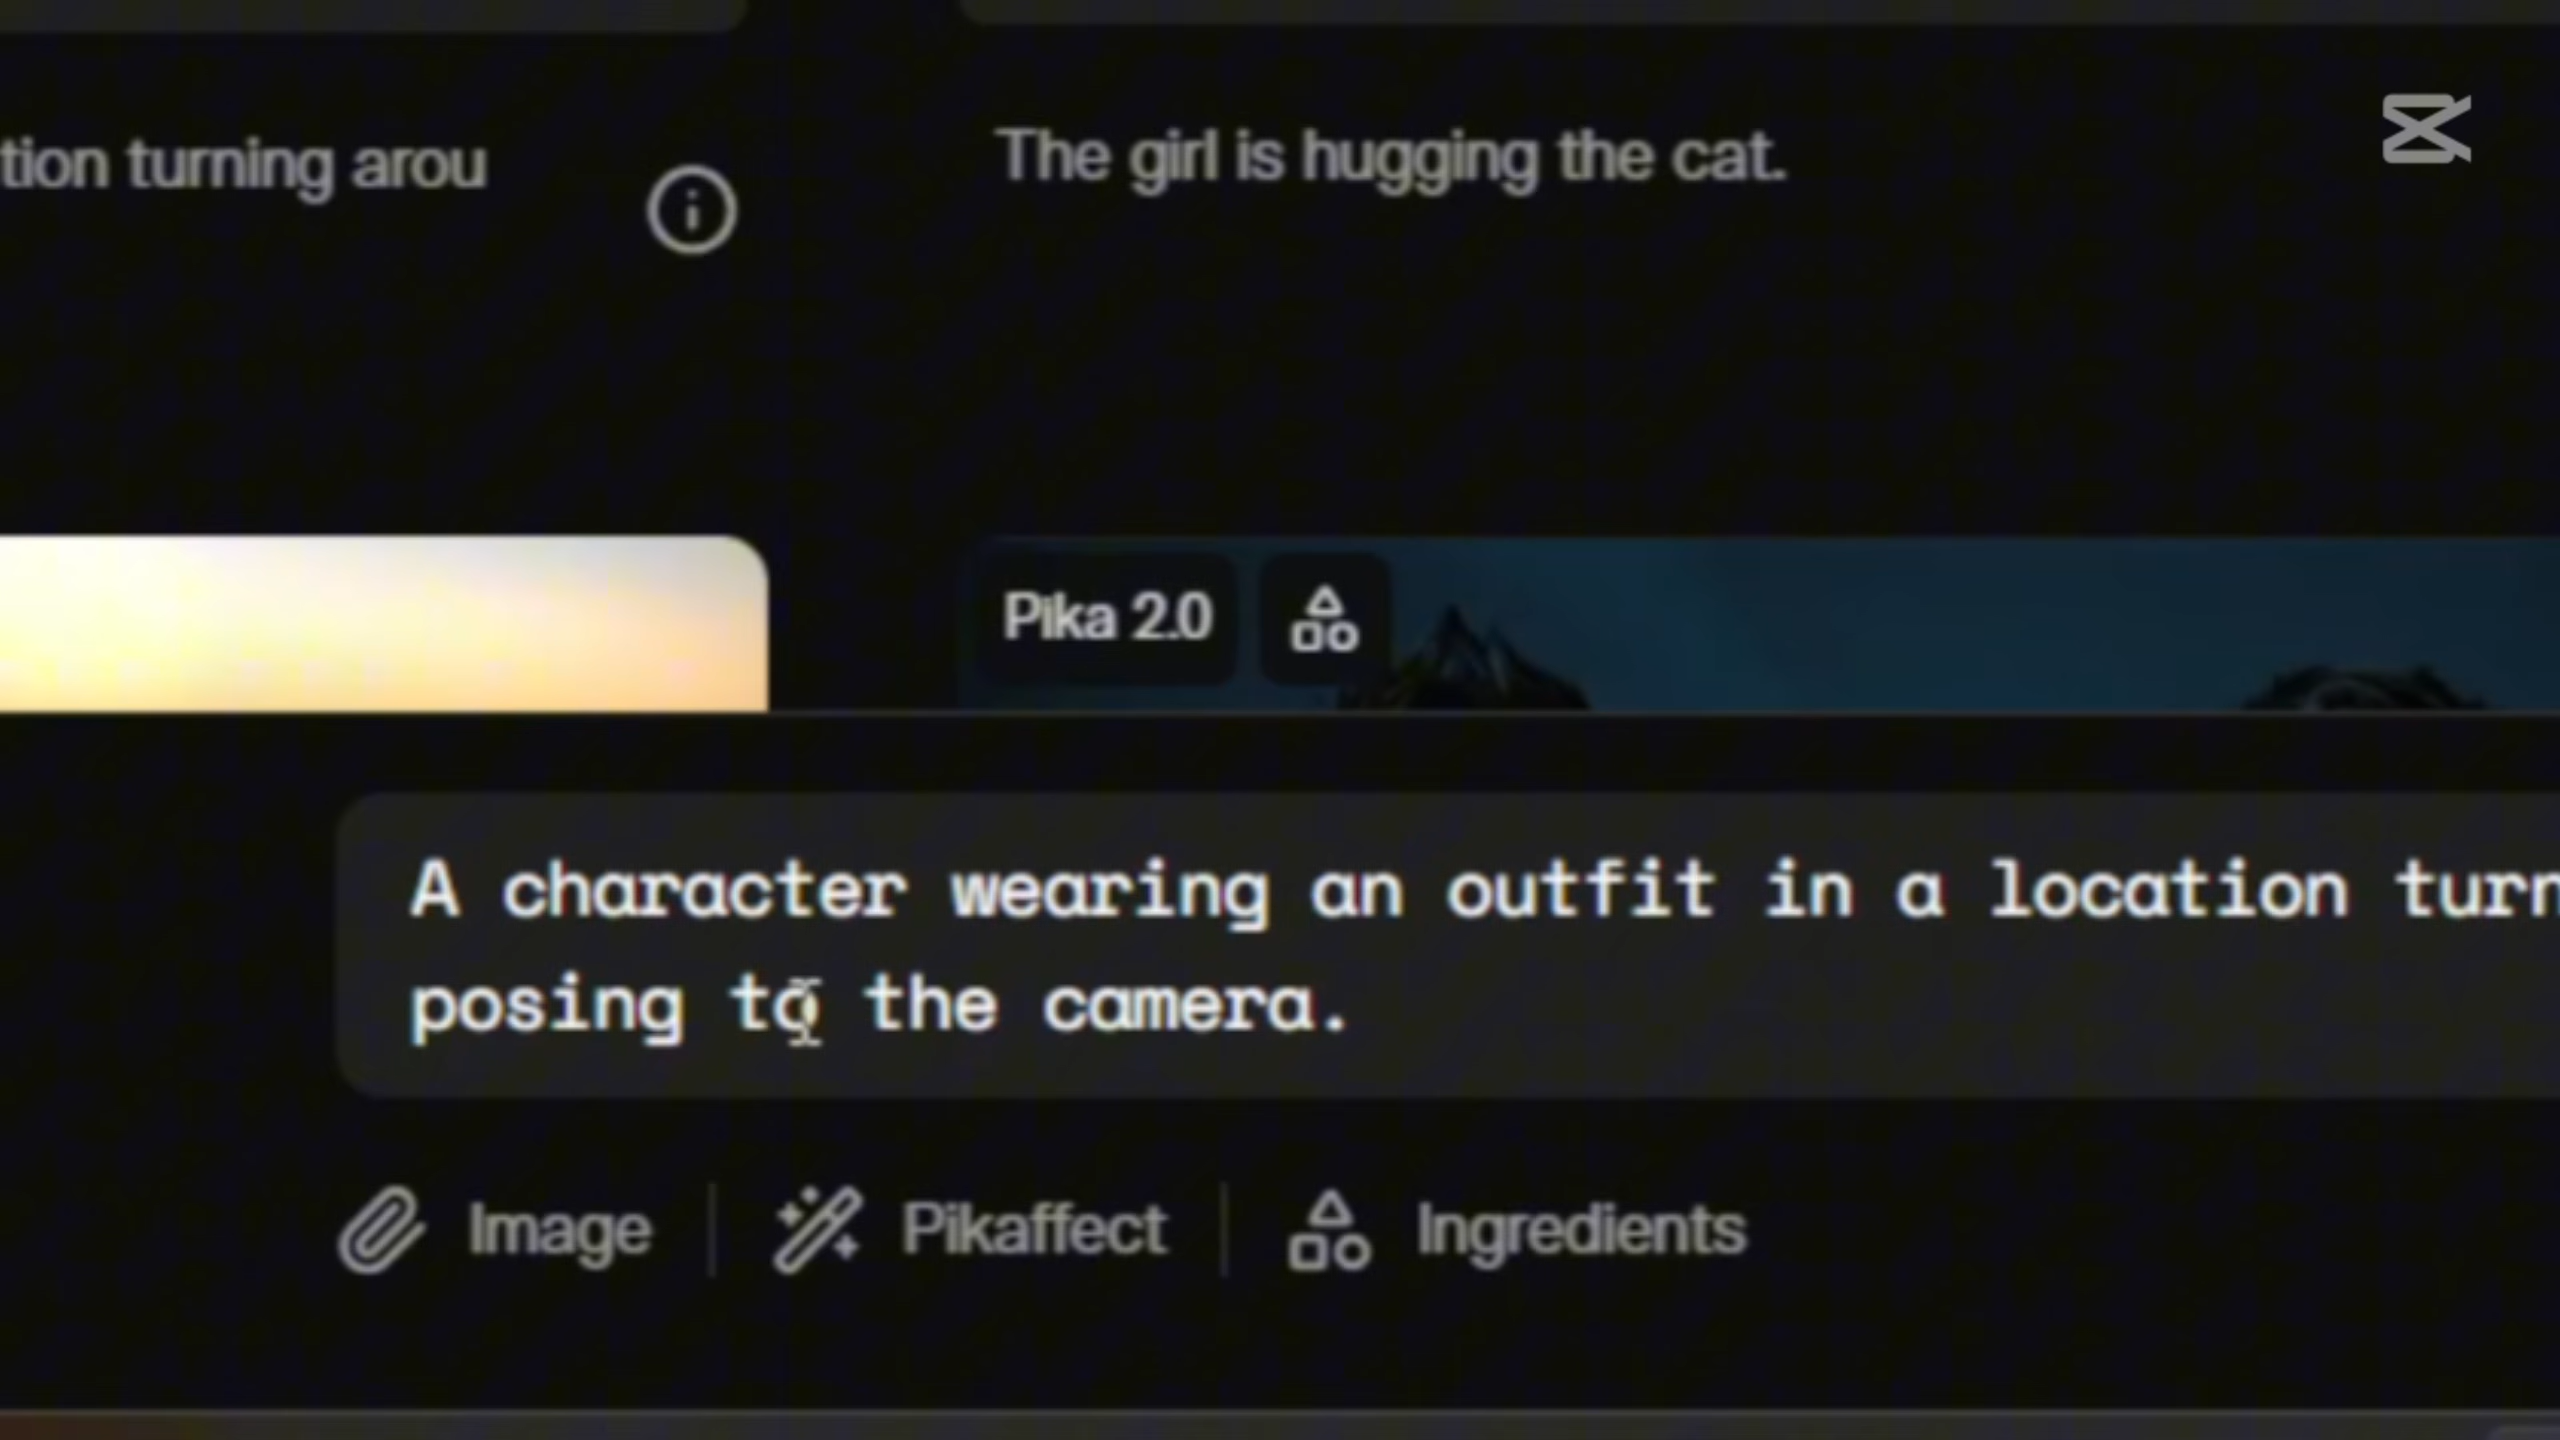 tion turning arou
The girl is hugging the cat.
Pika 2.0
A character wearing an outfit in a location turn
posing to the camera.
Image
Pikaffect
Ingredients